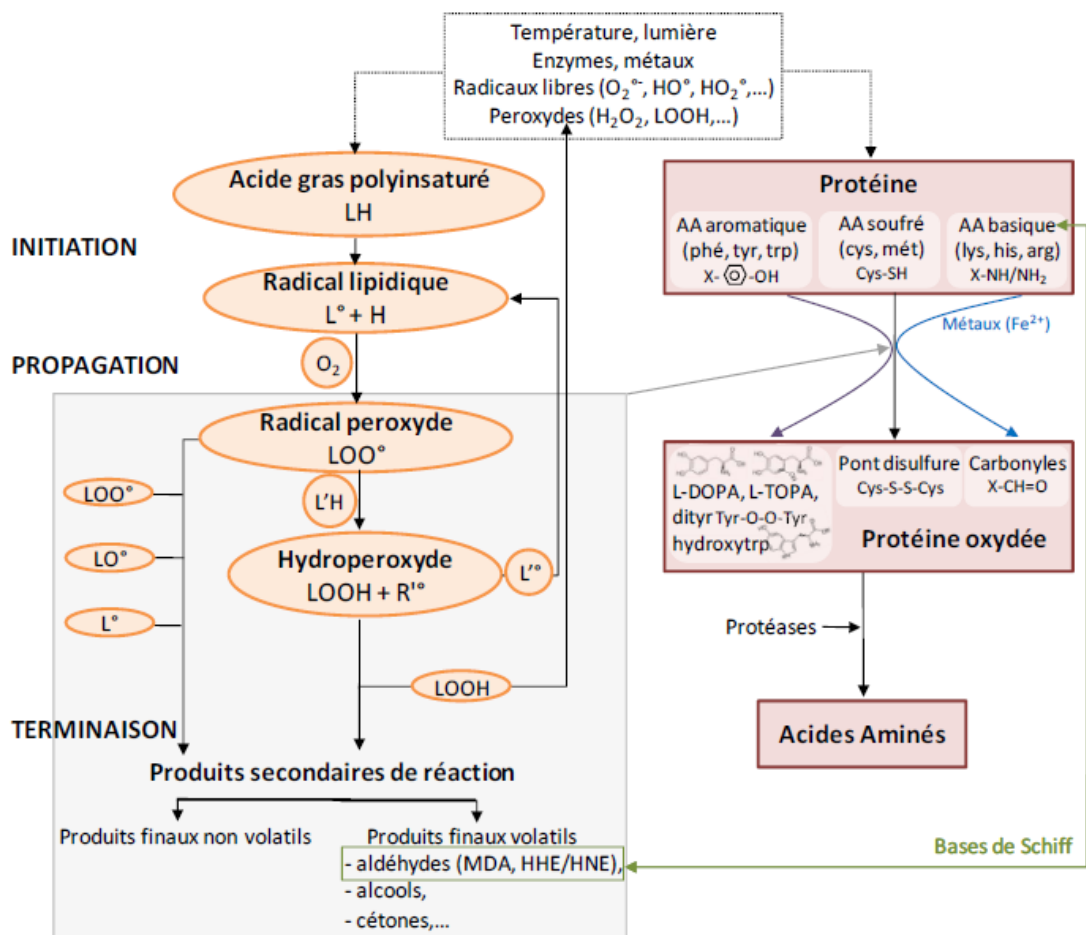 Température, lumière
Enzymes, métaux
Radicaux libres (O₂°⁻, HO°, HO₂°,...)
Peroxydes (H₂O₂, LOOH,...)
Acide gras polyinsaturé
LH
INITIATION
Radical lipidique
L° + H
PROPAGATION
O₂
Radical peroxyde
LOO°
LOO°
L'H
LO°
Hydroperoxyde
LOOH + R'°
L'°
L°
LOOH
TERMINAISON
Produits secondaires de réaction
Produits finaux non volatils
Produits finaux volatils
- aldéhydes (MDA, HHE/HNE),
- alcools,
- cétones,...
Protéine
AA aromatique
(phé, tyr, trp)
X- -OH
AA soufré
(cys, mét)
Cys-SH
AA basique
(lys, his, arg)
X-NH/NH₂
Métaux (Fe²⁺)
L-DOPA, L-TOPA,
dityr Tyr-O-O-Tyr
hydroxytrp
Pont disulfure
Cys-S-S-Cys
Carbonyles
X-CH=O
Protéine oxydée
Protéases
Acides Aminés
Bases de Schiff